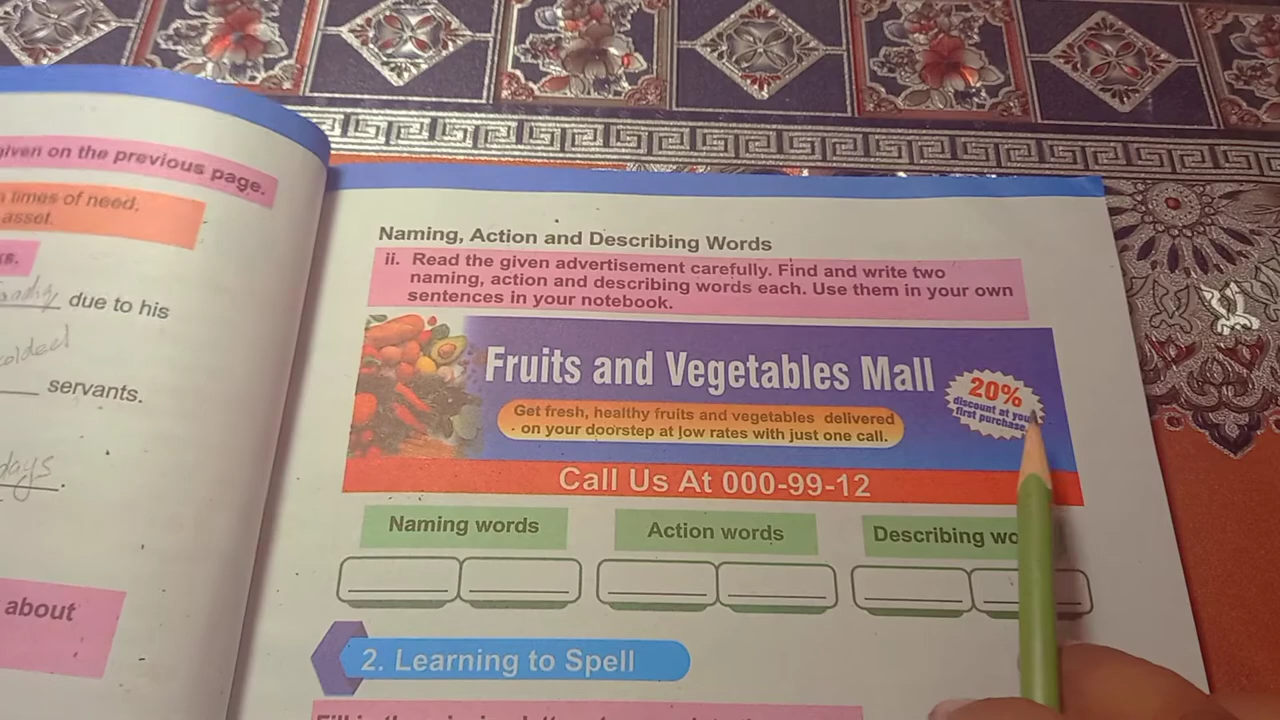 given on the previous page.
times of need,
asset.
due to his
servants.
days
about
Naming, Action and Describing Words
ii. Read the given advertisement carefully. Find and write two
naming, action and describing words each. Use them in your own
sentences in your notebook.
Fruits and Vegetables Mall
20%
discount at you
first purchase
Get fresh, healthy fruits and vegetables delivered
on your doorstep at low rates with just one call.
Call Us At 000-99-12
Naming words
Action words
Describing wo
2. Learning to Spell